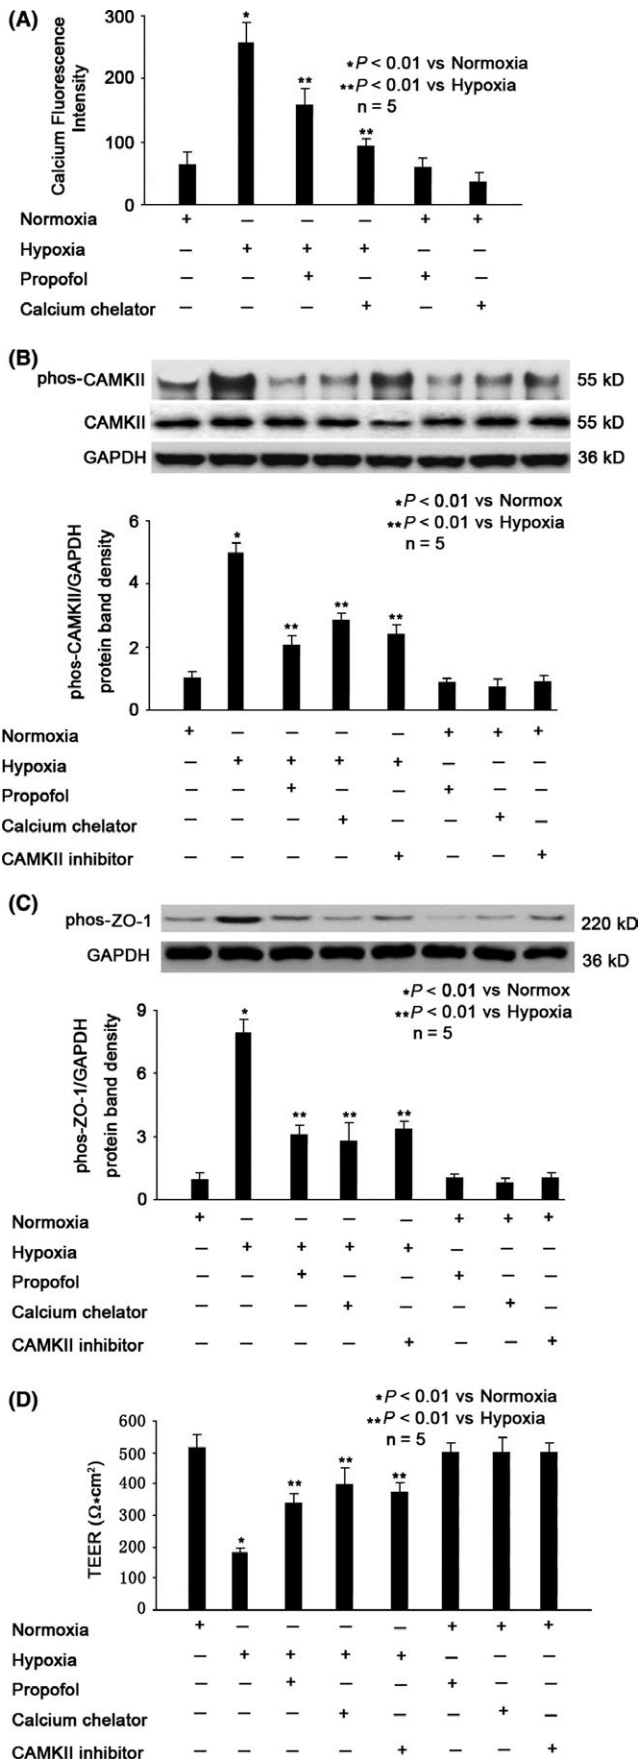 (A)
300
200
100
0
Calcium Fluorescence
Intensity
*P < 0.01 vs Normoxia
**P < 0.01 vs Hypoxia
n = 5
* ** **
Normoxia + – – – + +
Hypoxia – + + + – –
Propofol – – + – + –
Calcium chelator – – – + – +
(B)
phos-CAMKII 55 kD
CAMKII 55 kD
GAPDH 36 kD
*P < 0.01 vs Normox
**P < 0.01 vs Hypoxia
n = 5
6
4
2
0
phos-CAMKII/GAPDH
protein band density
* ** ** **
Normoxia + – – – – + + +
Hypoxia – + + + + – – –
Propofol – – + – – + – –
Calcium chelator – – – + – – + –
CAMKII inhibitor – – – – + – – +
(C)
phos-ZO-1 220 kD
GAPDH 36 kD
*P < 0.01 vs Normox
**P < 0.01 vs Hypoxia
n = 5
9
6
3
0
phos-ZO-1/GAPDH
protein band density
* ** ** **
Normoxia + – – – – + + +
Hypoxia – + + + + – – –
Propofol – – + – – + – –
Calcium chelator – – – + – – + –
CAMKII inhibitor – – – – + – – +
(D)
*P < 0.01 vs Normoxia
**P < 0.01 vs Hypoxia
n = 5
600
500
400
300
200
100
0
TEER (Ω•cm²)
* ** ** **
Normoxia + – – – – + + +
Hypoxia – + + + + – – –
Propofol – – + – – + – –
Calcium chelator – – – + – – + –
CAMKII inhibitor – – – – + – – +